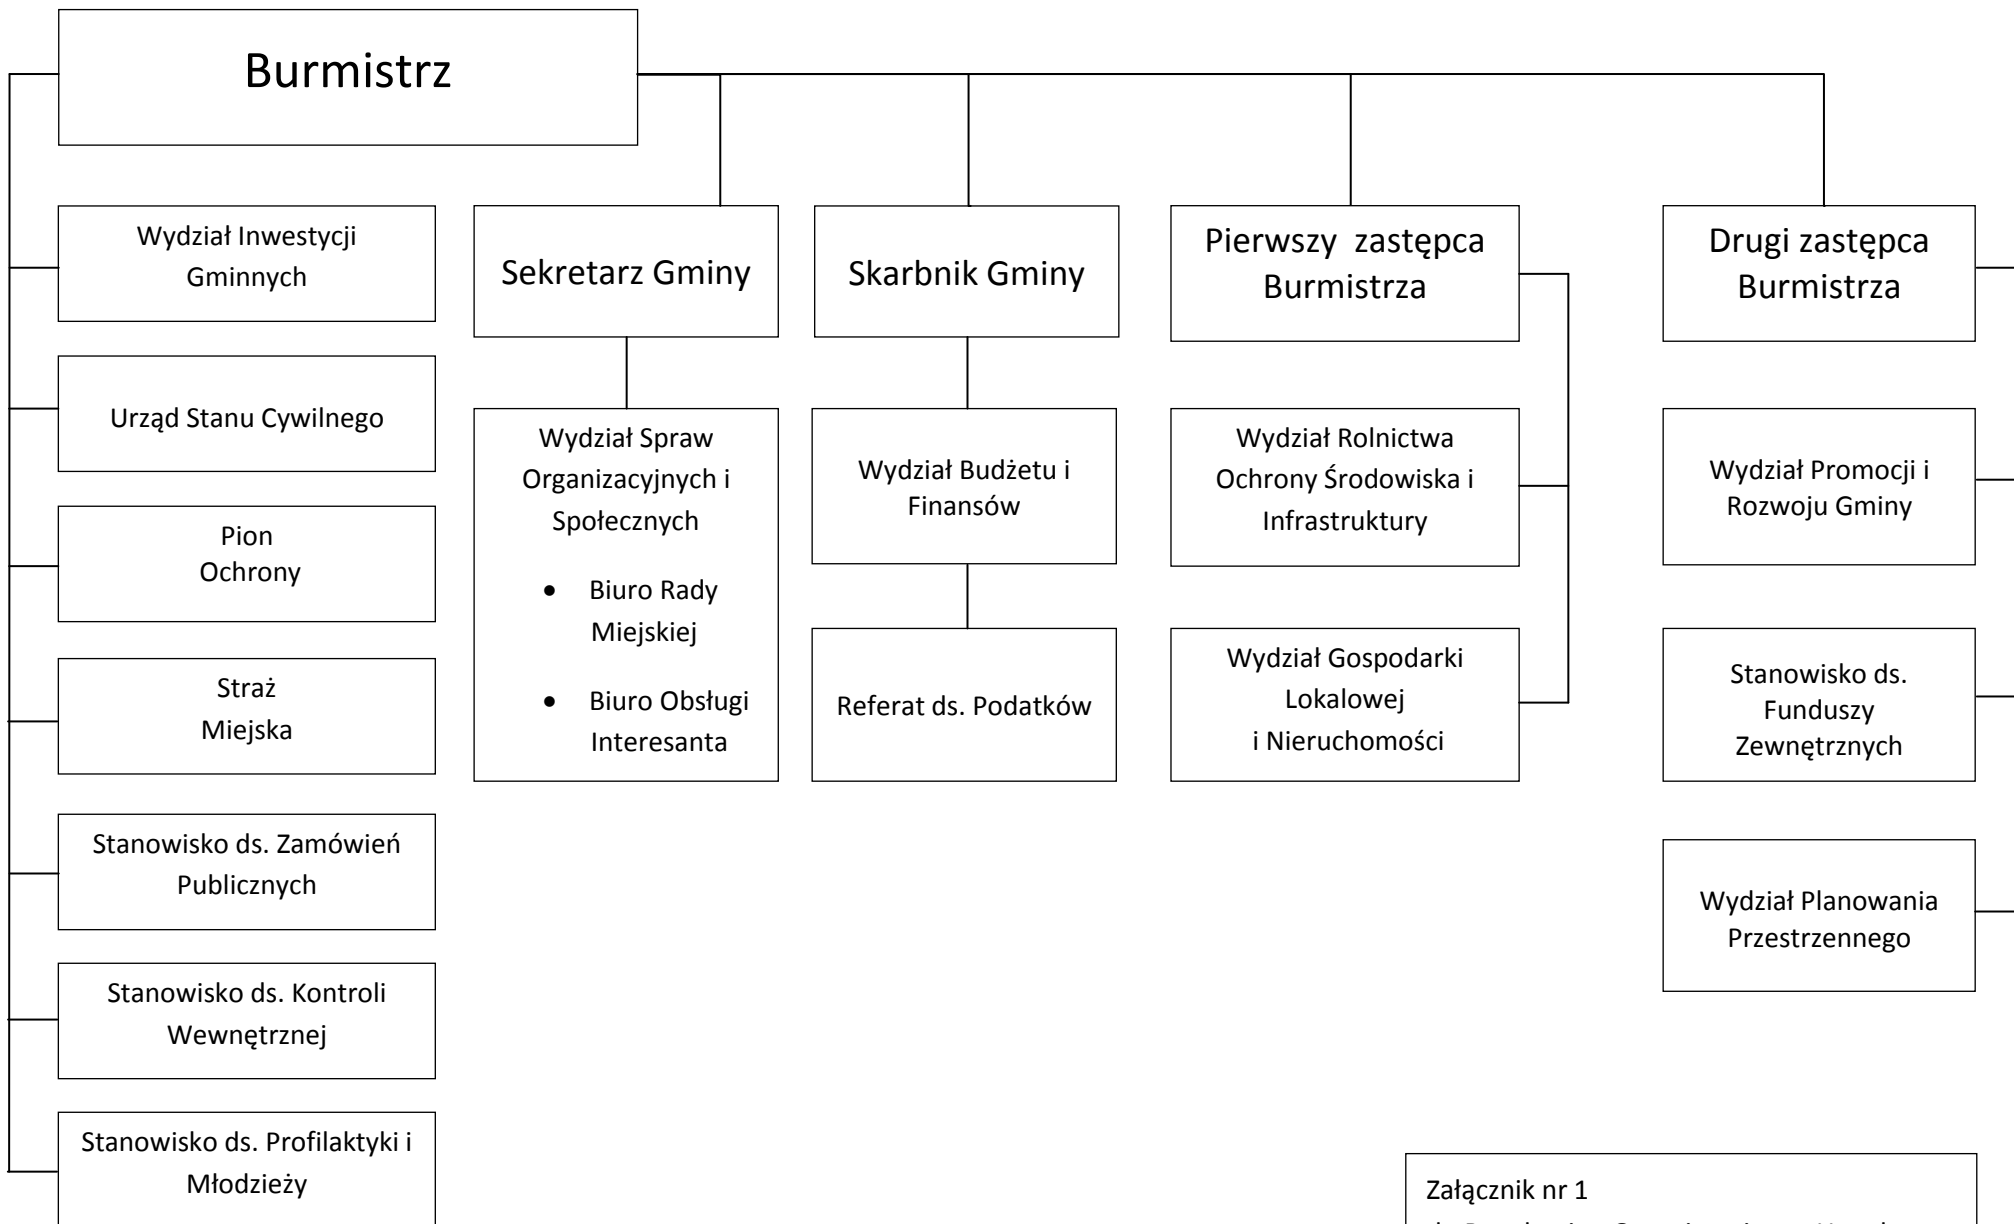 Burmistrz
Wydział Inwestycji
Gminnych
Urząd Stanu Cywilnego
Pion
Ochrony
Straż
Miejska
Stanowisko ds. Zamówień
Publicznych
Stanowisko ds. Kontroli
Wewnętrznej
Stanowisko ds. Profilaktyki i
Młodzieży
Sekretarz Gminy
Wydział Spraw
Organizacyjnych i
Społecznych
• Biuro Rady
Miejskiej
• Biuro Obsługi
Interesanta
Skarbnik Gminy
Wydział Budżetu i
Finansów
Referat ds. Podatków
Pierwszy zastępca
Burmistrza
Wydział Rolnictwa
Ochrony Środowiska i
Infrastruktury
Wydział Gospodarki
Lokalowej
i Nieruchomości
Drugi zastępca
Burmistrza
Wydział Promocji i
Rozwoju Gminy
Stanowisko ds.
Funduszy
Zewnętrznych
Wydział Planowania
Przestrzennego
Załącznik nr 1